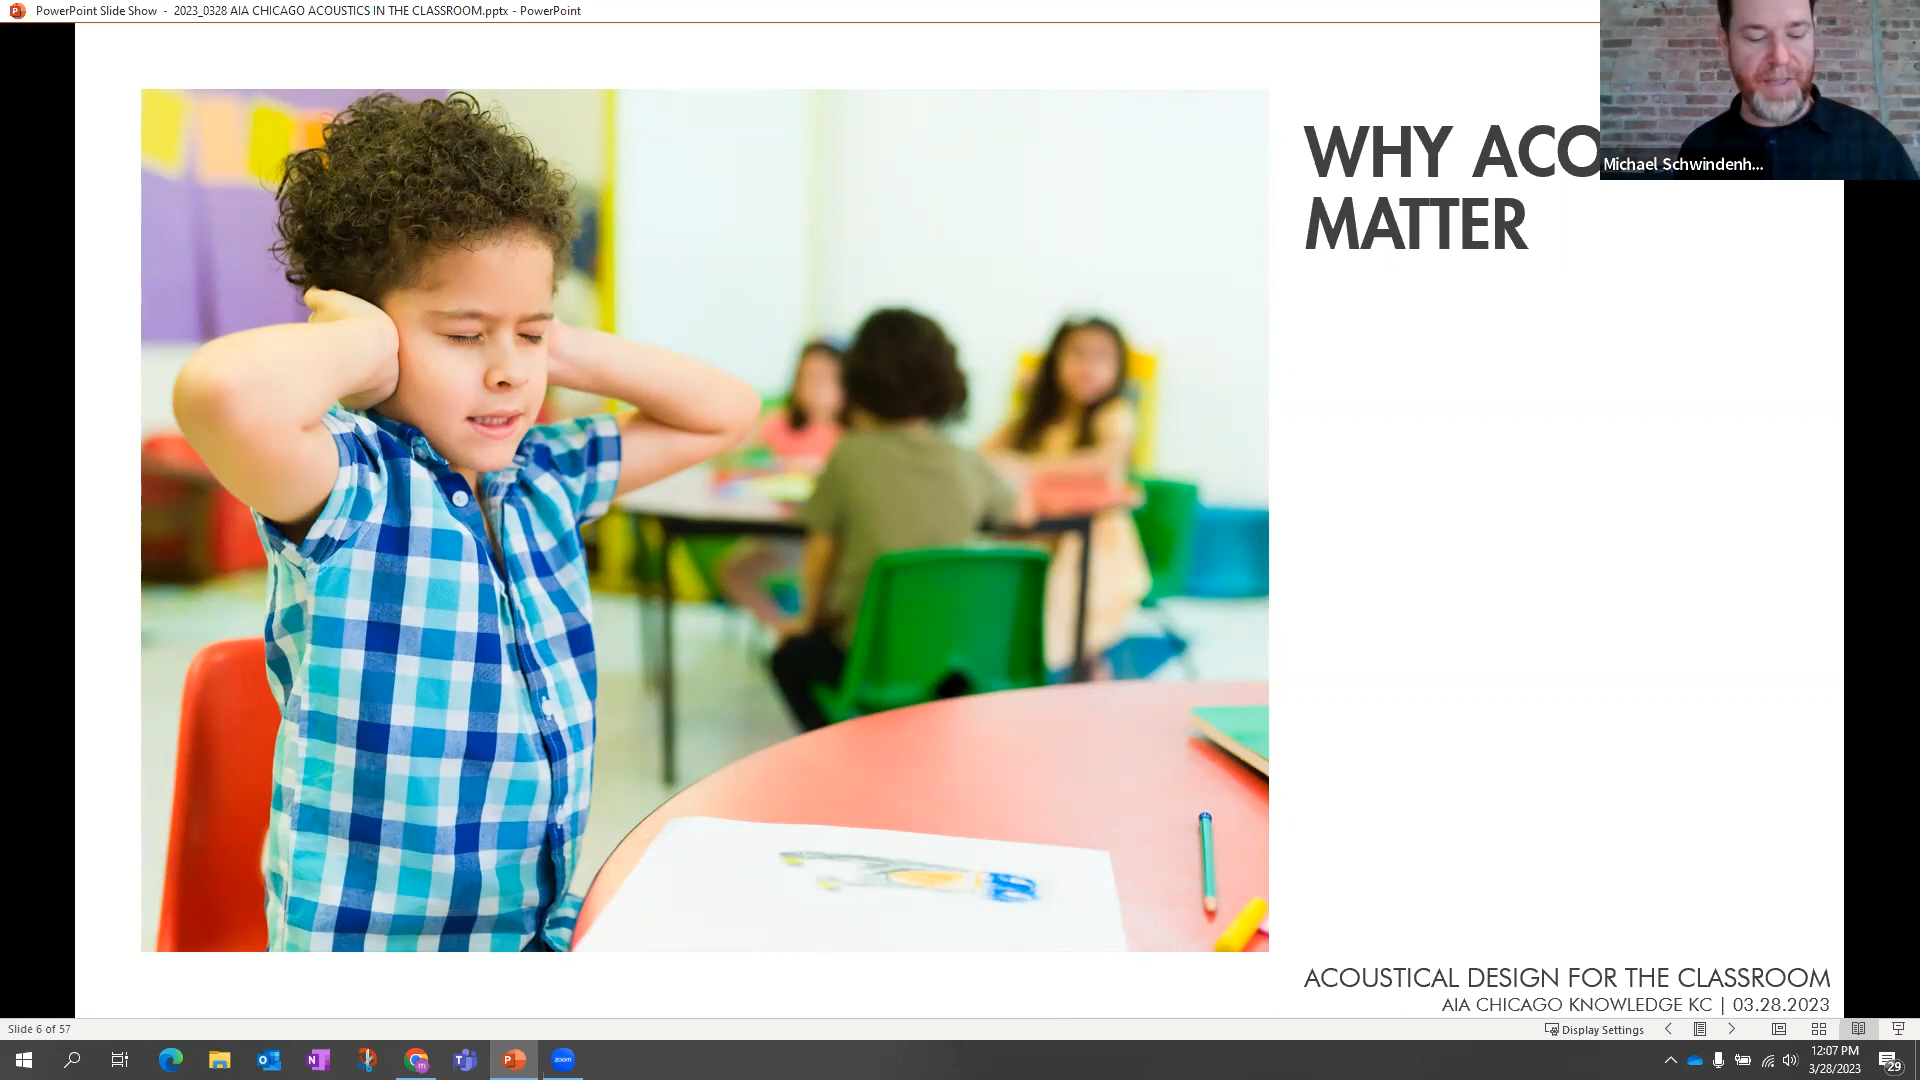 PowerPoint Slide Show - 2023_0328 AIA CHICAGO ACOUSTICS IN THE CLASSROOM.pptx - PowerPoint
WHY ACO
MATTER
Michael Schwindenh...
ACOUSTICAL DESIGN FOR THE CLASSROOM
AIA CHICAGO KNOWLEDGE KC | 03.28.2023
Slide 6 of 57
Display Settings
zoom
12:07 PM
3/28/2023
29